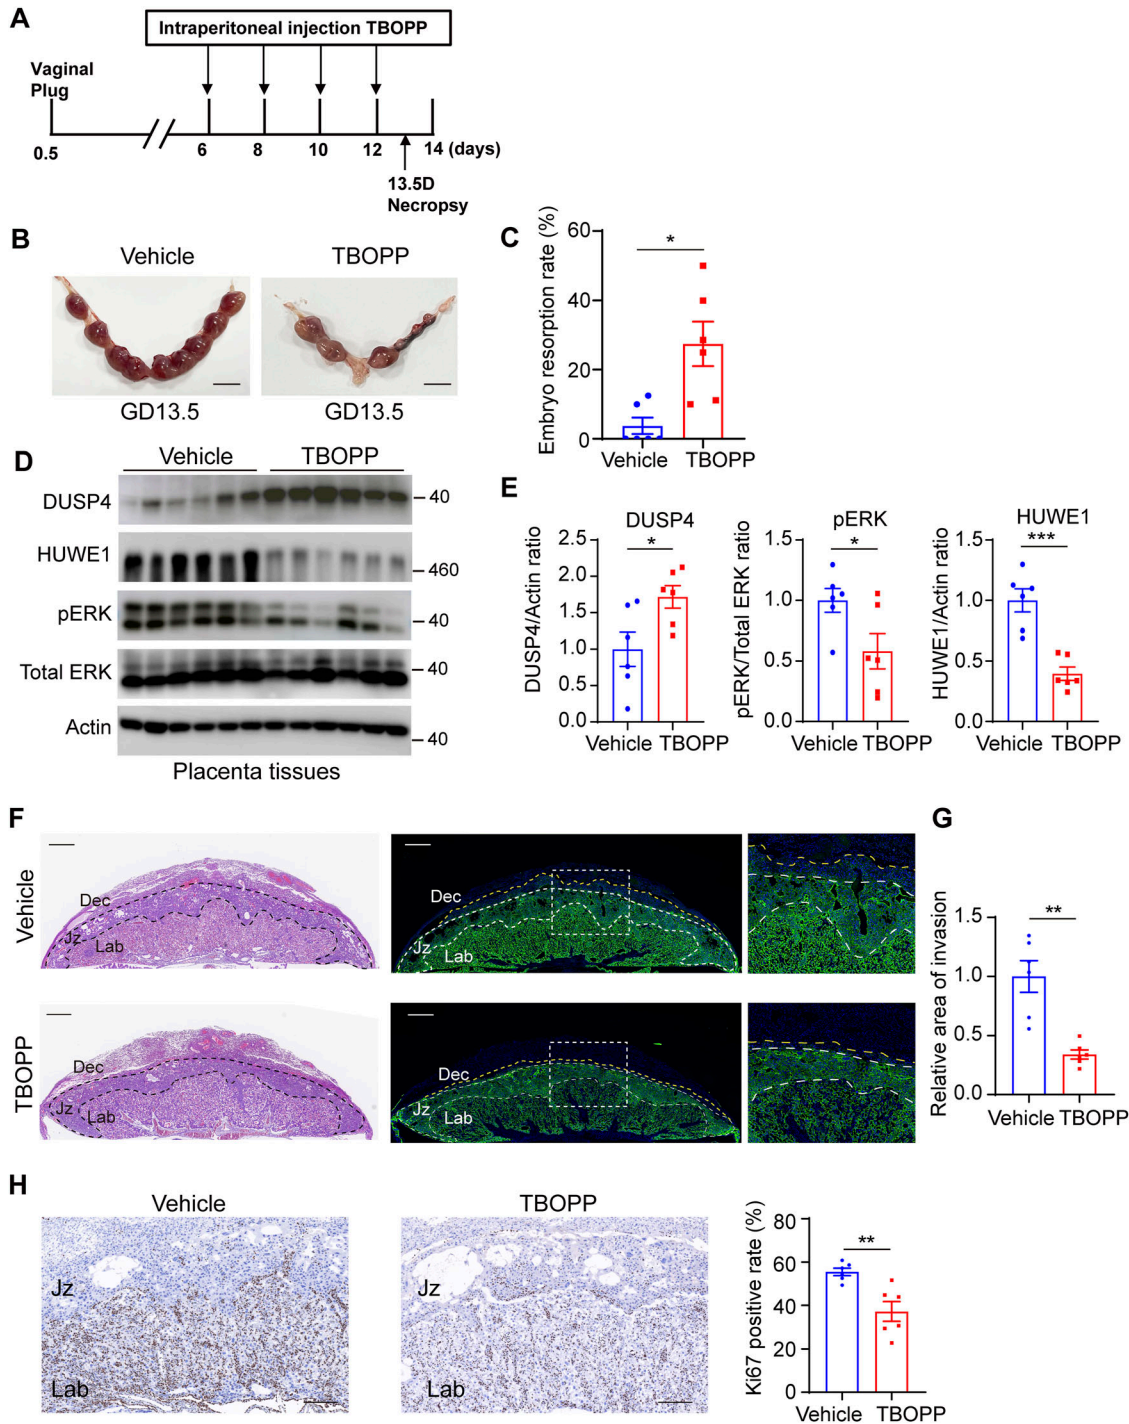 A
Intraperitoneal injection TBOPP
Vaginal
Plug
0.5
6
8
10
12
14 (days)
13.5D
Necropsy
B
Vehicle
TBOPP
GD13.5
GD13.5
C
Embryo resorption rate (%)
60
40
20
0
*
Vehicle
TBOPP
D
Vehicle
TBOPP
DUSP4
40
HUWE1
460
pERK
40
Total ERK
40
Actin
40
Placenta tissues
E
DUSP4
DUSP4/Actin ratio
2.5
2.0
1.5
1.0
0.5
0.0
*
Vehicle TBOPP
pERK
pERK/Total ERK ratio
1.5
1.0
0.5
0.0
*
Vehicle TBOPP
HUWE1
HUWE1/Actin ratio
1.5
1.0
0.5
0.0
***
Vehicle TBOPP
F
Vehicle
Dec
Jz
Lab
Dec
Jz
Lab
TBOPP
Dec
Jz
Lab
Dec
Jz
Lab
G
Relative area of invasion
1.5
1.0
0.5
0.0
**
Vehicle TBOPP
H
Vehicle
Jz
Lab
TBOPP
Jz
Lab
Ki67 positive rate (%)
80
60
40
20
0
**
Vehicle TBOPP